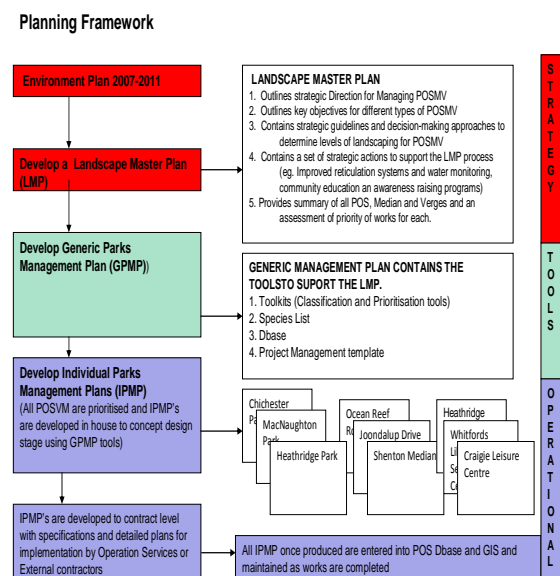 Planning Framework
Environment Plan 2007-2011
LANDSCAPE MASTER PLAN
1. Outlines strategic Direction for Managing POSMV
2. Outlines key objectives for different types of POSMV
3. Contains strategic guidelines and decision-making approaches to
determine levels of landscaping for
POSMV
4. Contains a set of strategic actions to support the LMP process
(eg. Improved reticulation systems and water monitoring,
community education an awareness raising programs)
5. Provides summary of all POS, Median and Verges and an
assessment of priority of works for each.
Develop a Landscape Master Plan
(LMP)
STRATEGY
Develop Generic Parks
Management Plan (GPMP))
GENERIC MANAGEMENT PLAN CONTAINS THE
TOOLSTO SUPORT THE LMP.
1. Toolkits (Classification and Prioritisation tools)
2. Species List
3. Dbase
4. Project Management template
TOOLS
Develop Individual Parks
Management Plans (IPMP)
(All POSVM are prioritised and IPMP's
are developed in house to concept design
stage using GPMP tools)
Chichester
Pa
MacNaughton
Park
Heathridge Park
Ocean Reef
Ro
Joondalup Drive
Shenton Median
Heathridge
Whitfords
Li
Se
Ce
Craigie Leisure
Centre
OPERATIONAL
IPMP's are developed to contract level
with specifications and detailed plans for
implementation by Operation Services or
External contractors
All IPMP once produced are entered into POS Dbase and GIS and
maintained as works are completed